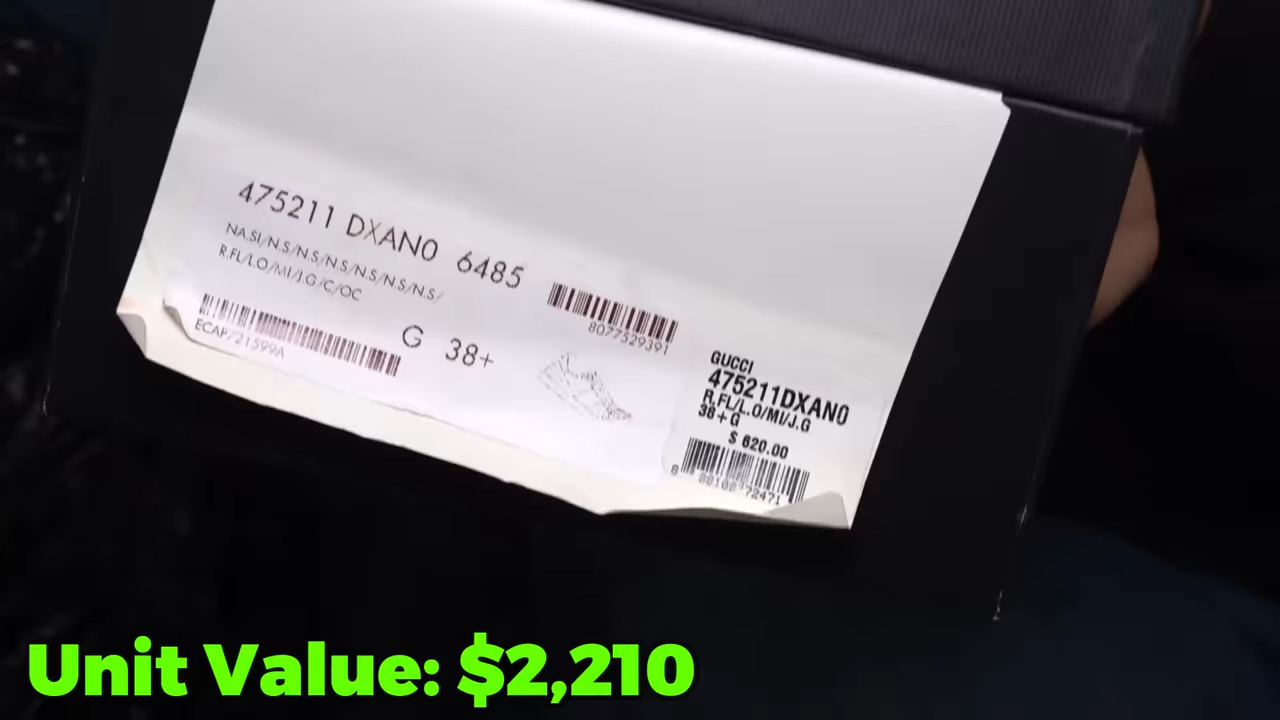 475211 DXAN0 6485
NA.SI/N.S/N.S/N.S/N.S/N.S/N.S/
R.FL/L.O/MI/J.G/C/OC
8077529391
ECAP721599A
G 38+
GUCCI
475211DXAN0
R.FL/L.O/MI/J.G
38+G
$ 620.00
Unit Value: $2,210